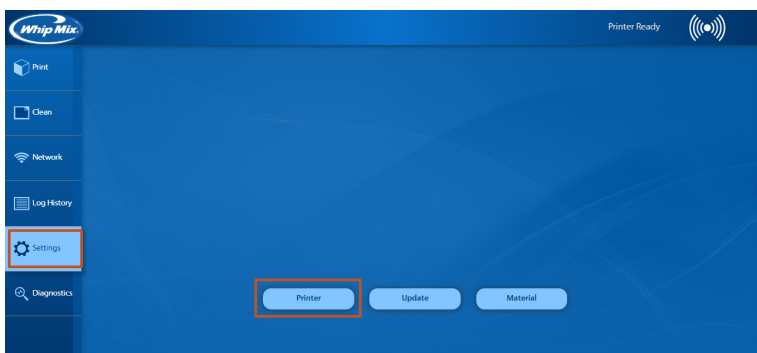 Whip Mix
Printer Ready
Print
Clean
Network
Log History
Settings
Diagnostics
Printer
Update
Material